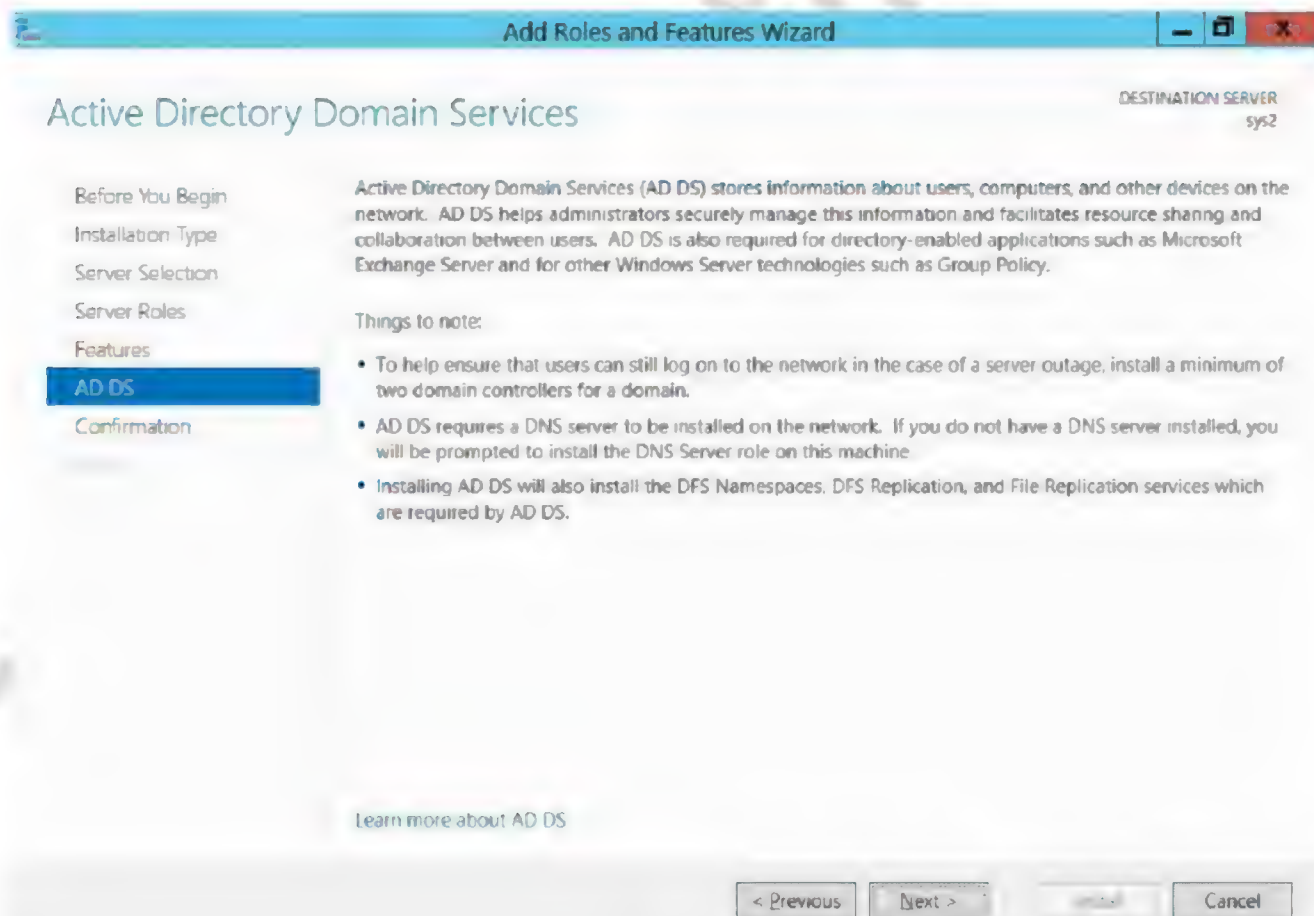 Add Roles and Features Wizard
Active Directory Domain Services
DESTINATION SERVER
sys2
Before You Begin
Installation Type
Server Selection
Server Roles
Features
AD DS
Confirmation
Active Directory Domain Services (AD DS) stores information about users, computers, and other devices on the
network. AD DS helps administrators securely manage this information and facilitates resource sharing and
collaboration between users. AD DS is also required for directory-enabled applications such as Microsoft
Exchange Server and for other Windows Server technologies such as Group Policy.
Things to note:
• To help ensure that users can still log on to the network in the case of a server outage, install a minimum of
two domain controllers for a domain.
• AD DS requires a DNS server to be installed on the network. If you do not have a DNS server installed, you
will be prompted to install the DNS Server role on this machine
• Installing AD DS will also install the DFS Namespaces, DFS Replication, and File Replication services which
are required by AD DS.
Learn more about AD DS
< Previous
Next >
Cancel